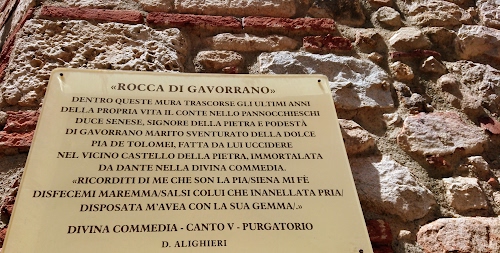 «ROCCA DI GAVORRANO»
DENTRO QUESTE MURA TRASCORSE GLI ULTIMI ANNI
DELLA PROPRIA VITA IL CONTE NELLO PANNOCCHIESCHI
DUCE SENESE, SIGNORE DELLA PIETRA E PODESTÀ
DI GAVORRANO MARITO SVENTURATO DELLA DOLCE
PIA DE TOLOMEI, FATTA DA LUI UCCIDERE
NEL VICINO CASTELLO DELLA PIETRA, IMMORTALATA
DA DANTE NELLA DIVINA COMMEDIA.
«RICORDITI DI ME CHE SON LA PIA/SIENA MI FÈ
DISFECEMI MAREMMA/SALSI COLUI CHE INANELLATA PRIA/
DISPOSATA M'AVEA CON LA SUA GEMMA/.»
DIVINA COMMEDIA - CANTO V - PURGATORIO
D. ALIGHIERI